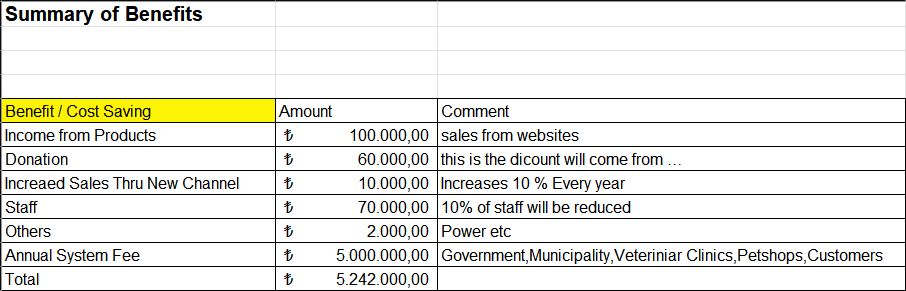 Summary of Benefits
Benefit / Cost Saving Amount Comment
Income from Products ₺ 100.000,00 sales from websites
Donation ₺ 60.000,00 this is the dicount will come from …
Increaed Sales Thru New Channel ₺ 10.000,00 Increases 10 % Every year
Staff ₺ 70.000,00 10% of staff will be reduced
Others ₺ 2.000,00 Power etc
Annual System Fee ₺ 5.000.000,00 Government,Municipality,Veteriniar Clinics,Petshops,Customers
Total ₺ 5.242.000,00